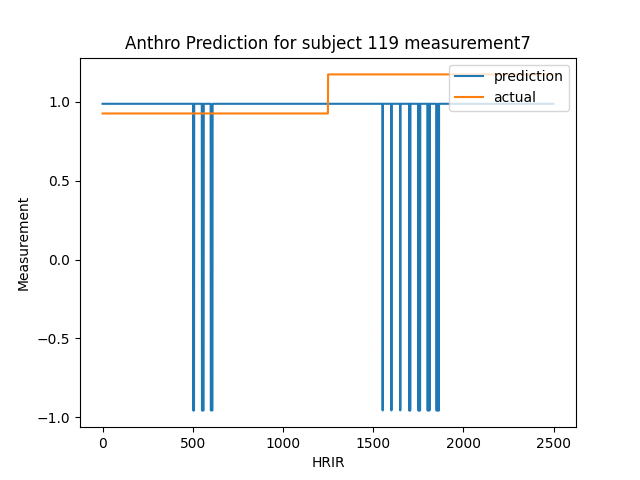 Anthro Prediction for subject 119 measurement7
prediction
actual
1.0
0.5
0.0
−0.5
−1.0
Measurement
0
500
1000
1500
2000
2500
HRIR